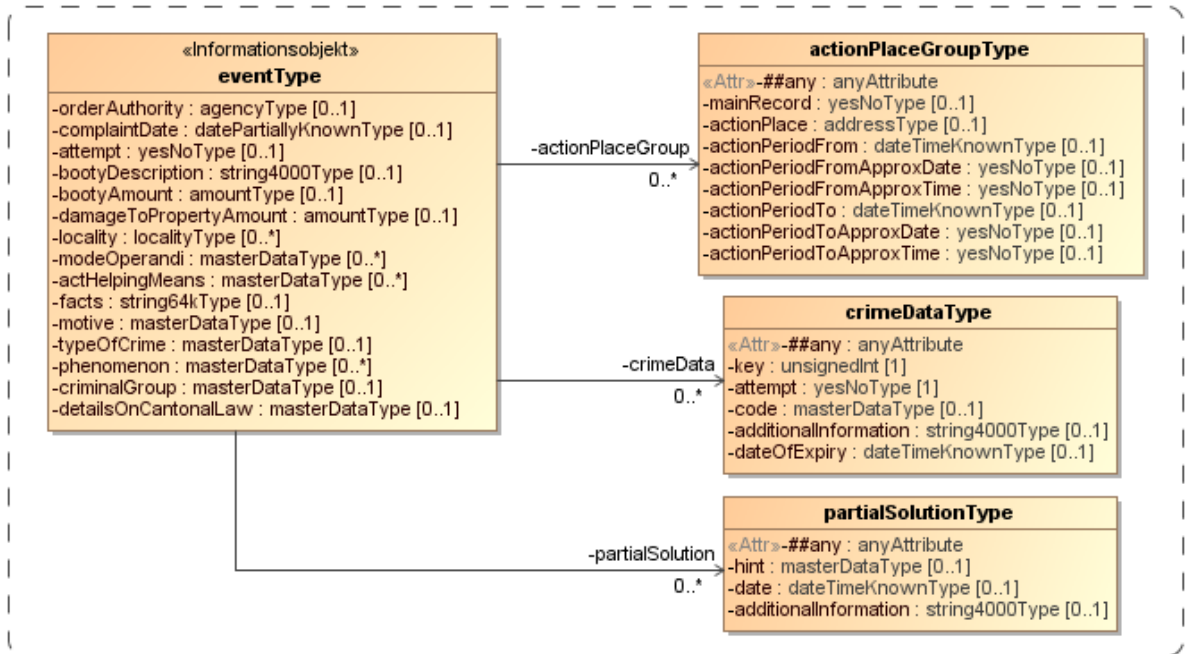 «Informationsobjekt»
eventType
-orderAuthority : agencyType [0..1]
-complaintDate : datePartiallyKnownType [0..1]
-attempt : yesNoType [0..1]
-bootyDescription : string4000Type [0..1]
-bootyAmount : amountType [0..1]
-damageToPropertyAmount : amountType [0..1]
-locality : localityType [0..*]
-modeOperandi : masterDataType [0..*]
-actHelpingMeans : masterDataType [0..*]
-facts : string64kType [0..1]
-motive : masterDataType [0..1]
-typeOfCrime : masterDataType [0..1]
-phenomenon : masterDataType [0..*]
-criminalGroup : masterDataType [0..1]
-detailsOnCantonalLaw : masterDataType [0..1]
-actionPlaceGroup
0..*
actionPlaceGroupType
«Attr»-##any : anyAttribute
-mainRecord : yesNoType [0..1]
-actionPlace : addressType [0..1]
-actionPeriodFrom : dateTimeKnownType [0..1]
-actionPeriodFromApproxDate : yesNoType [0..1]
-actionPeriodFromApproxTime : yesNoType [0..1]
-actionPeriodTo : dateTimeKnownType [0..1]
-actionPeriodToApproxDate : yesNoType [0..1]
-actionPeriodToApproxTime : yesNoType [0..1]
-crimeData
0..*
crimeDataType
«Attr»-##any : anyAttribute
-key : unsignedInt [1]
-attempt : yesNoType [1]
-code : masterDataType [0..1]
-additionalInformation : string4000Type [0..1]
-dateOfExpiry : dateTimeKnownType [0..1]
-partialSolution
0..*
partialSolutionType
«Attr»-##any : anyAttribute
-hint : masterDataType [0..1]
-date : dateTimeKnownType [0..1]
-additionalInformation : string4000Type [0..1]